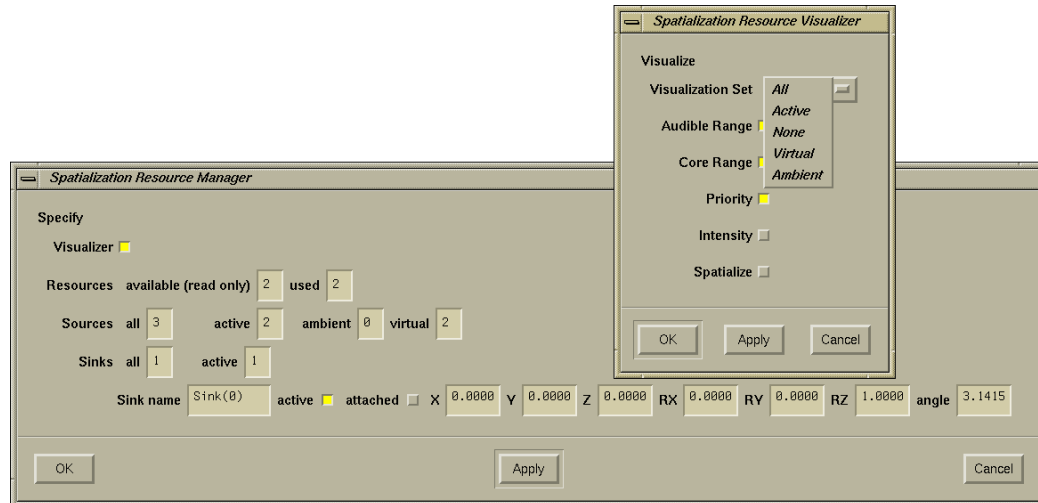 Spatialization Resource Visualizer
Visualize
Visualization Set
All
Active
None
Virtual
Ambient
Audible Range
Core Range
Priority
Intensity
Spatialize
OK Apply Cancel
Spatialization Resource Manager
Specify
Visualizer
Resources available (read only) 2 used 2
Sources all 3 active 2 ambient 0 virtual 2
Sinks all 1 active 1
Sink name Sink(0) active attached X 0.0000 Y 0.0000 Z 0.0000 RX 0.0000 RY 0.0000 RZ 1.0000 angle 3.1415
OK Apply Cancel